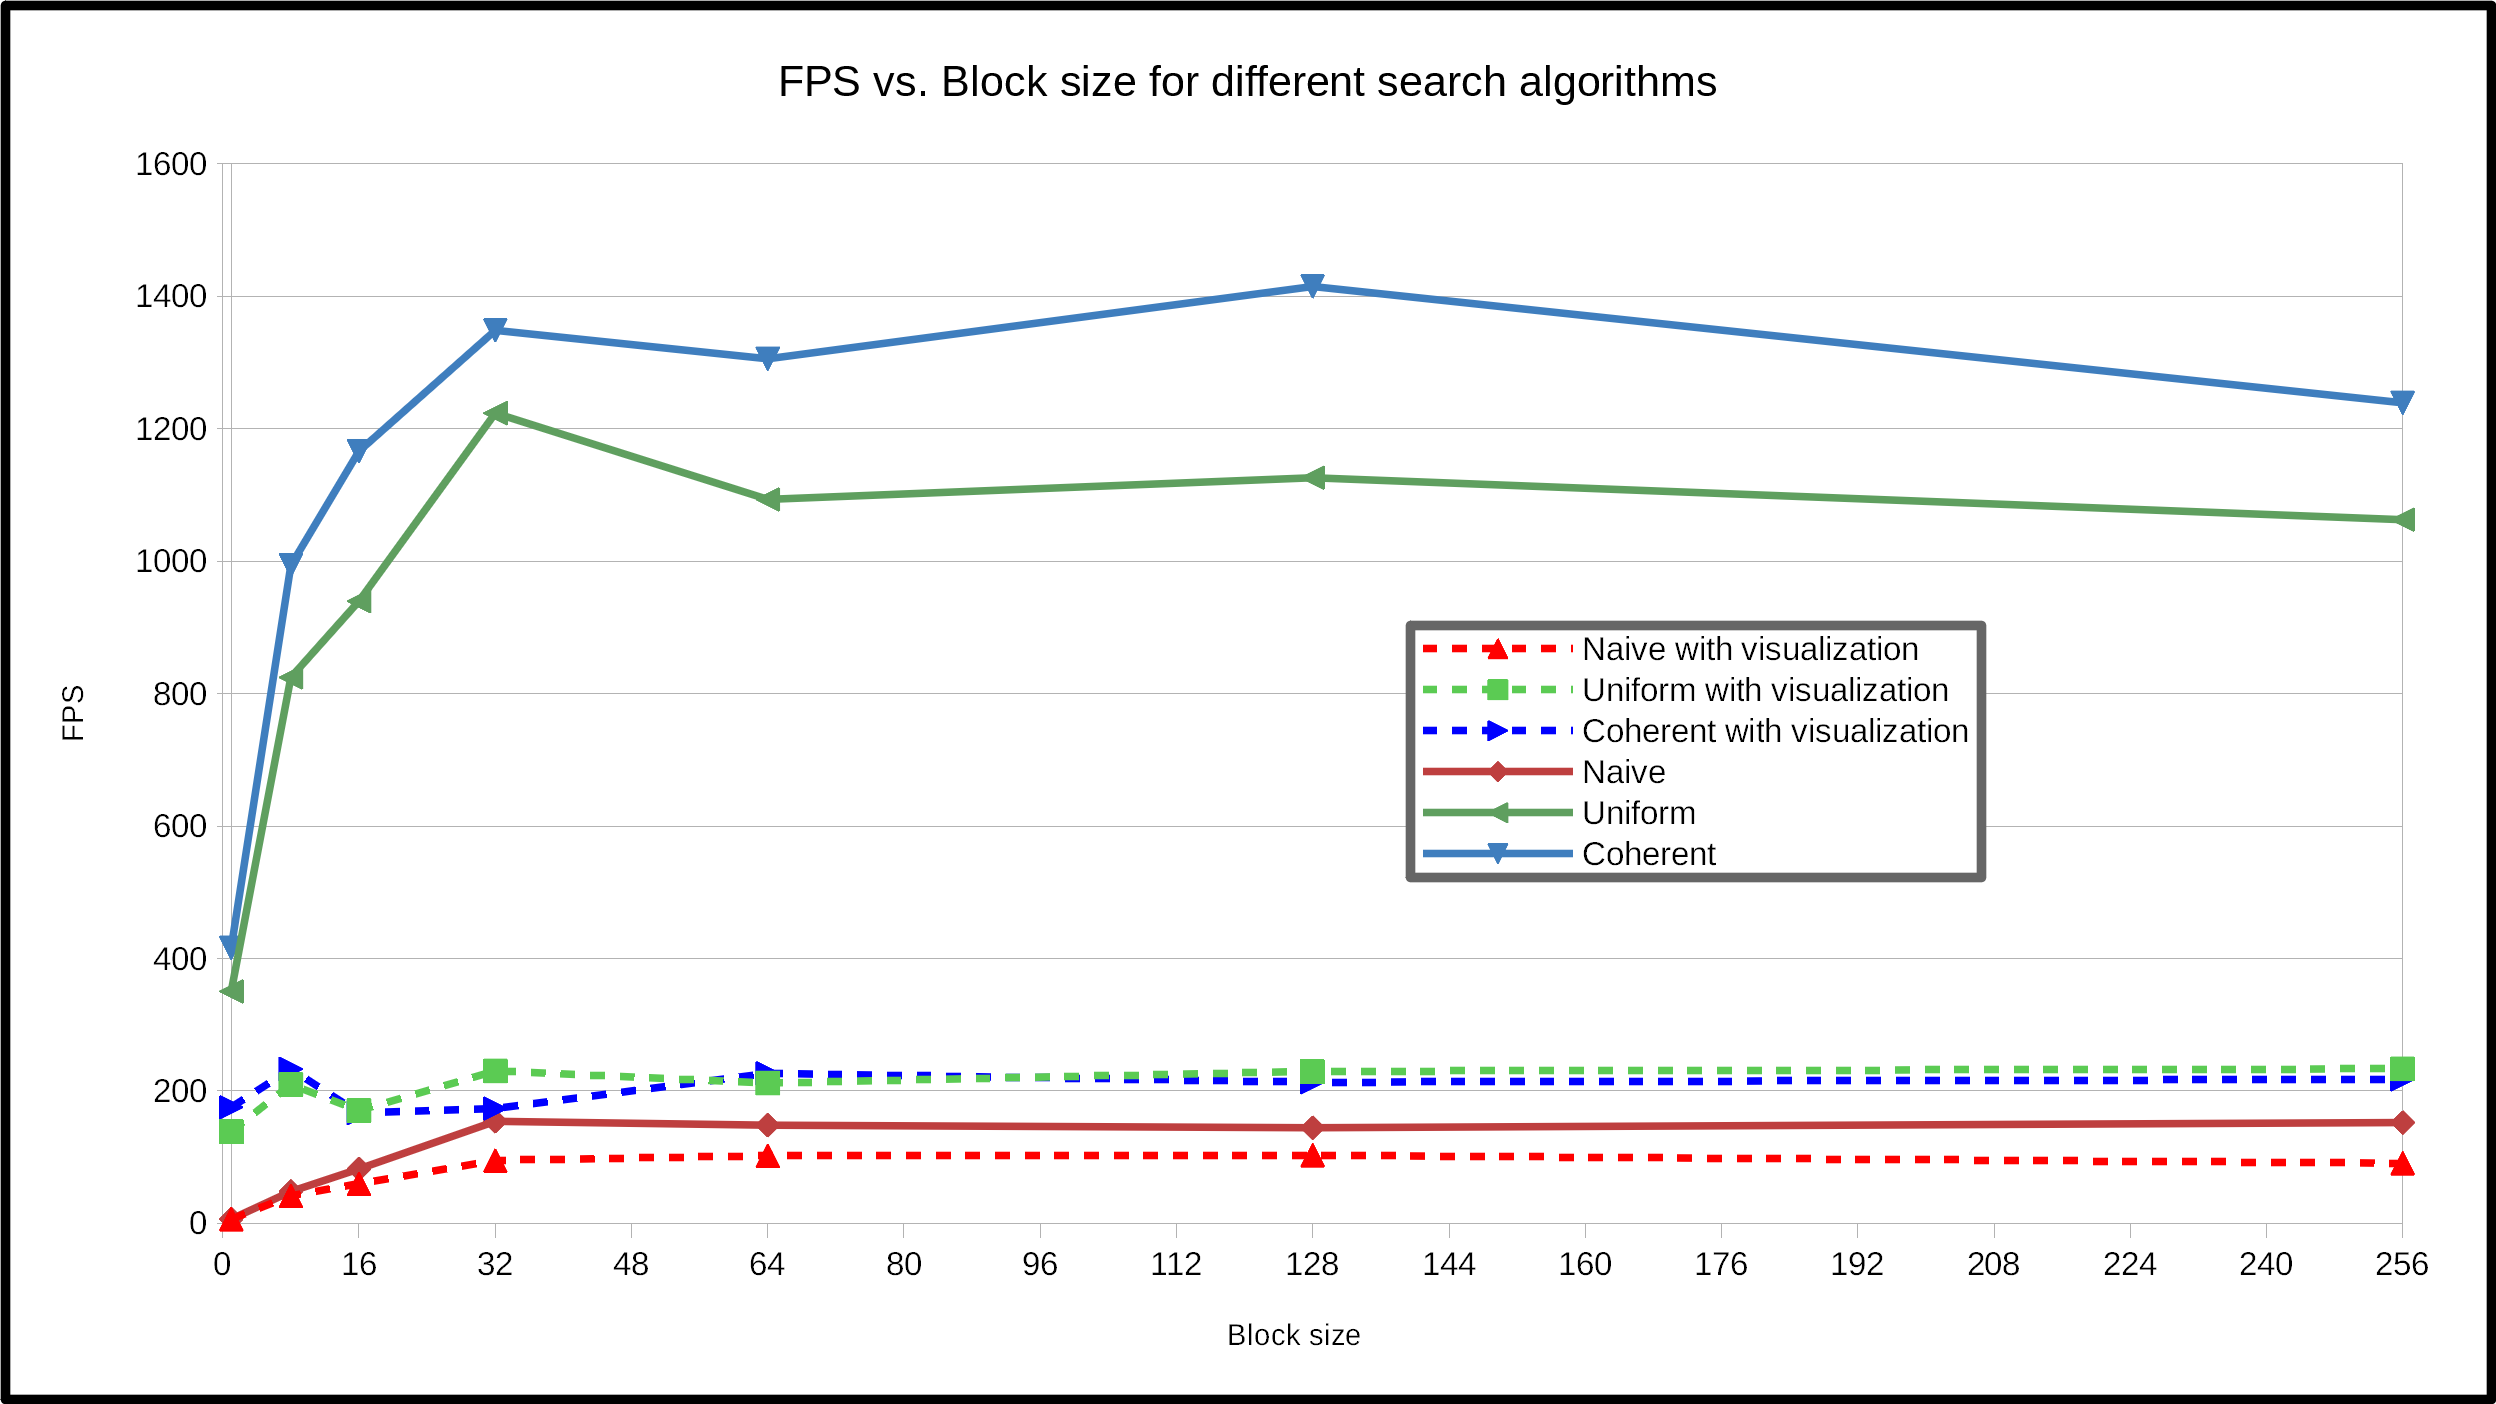 FPS vs. Block size for different search algorithms
1600
1400
1200
1000
800
600
400
200
0
FPS
Naive with visualization
Uniform with visualization
Coherent with visualization
Naive
Uniform
Coherent
0 16 32 48 64 80 96 112 128 144 160 176 192 208 224 240 256
Block size